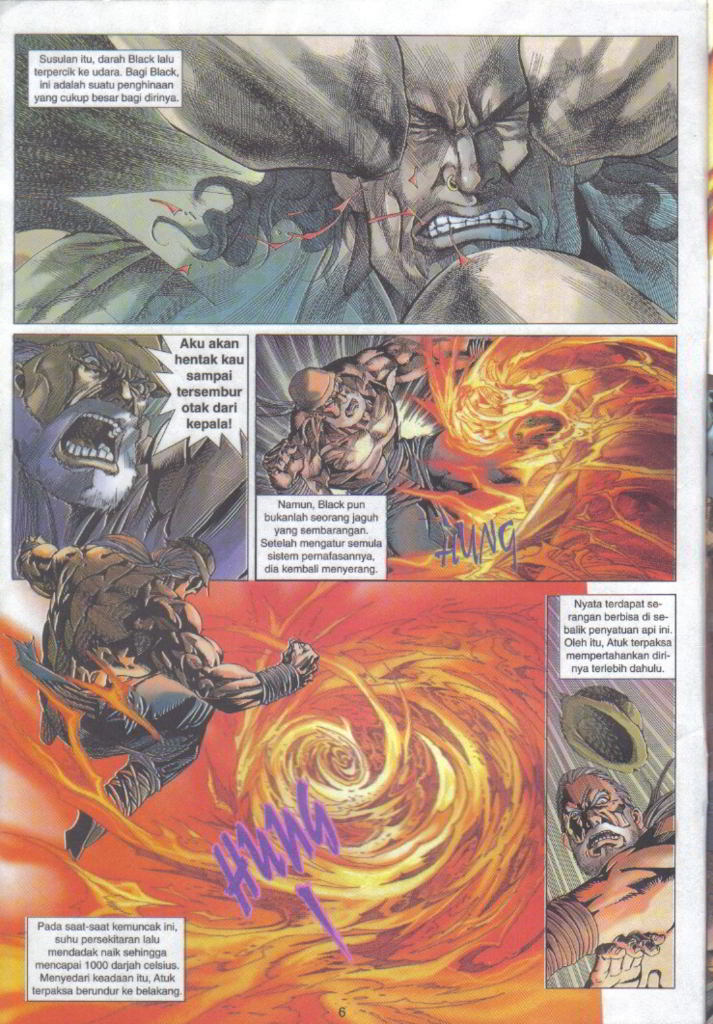 Susulan itu, darah Black lalu
terpercik ke udara. Bagi Black,
ini adalah suatu penghinaan
yang cukup besar bagi dirinya.
Aku akan
hentak kau
sampai
tersembur
otak dari
kepala!
Namun, Black pun
bukanlah seorang jaguh
yang sembarangan.
Setelah mengatur semula
sistem pernafasannya,
dia kembali menyerang.
HUNG
Nyata terdapat se-
rangan berbisa di se-
balik penyatuan api ini.
Oleh itu, Atuk terpaksa
mempertahankan diri-
nya terlebih dahulu.
HUNG
!
Pada saat-saat kemuncak ini,
suhu persekitaran lalu
mendadak naik sehingga
mencapai 1000 darjah celsius.
Menyedari keadaan itu, Atuk
terpaksa berundur ke belakang.
6